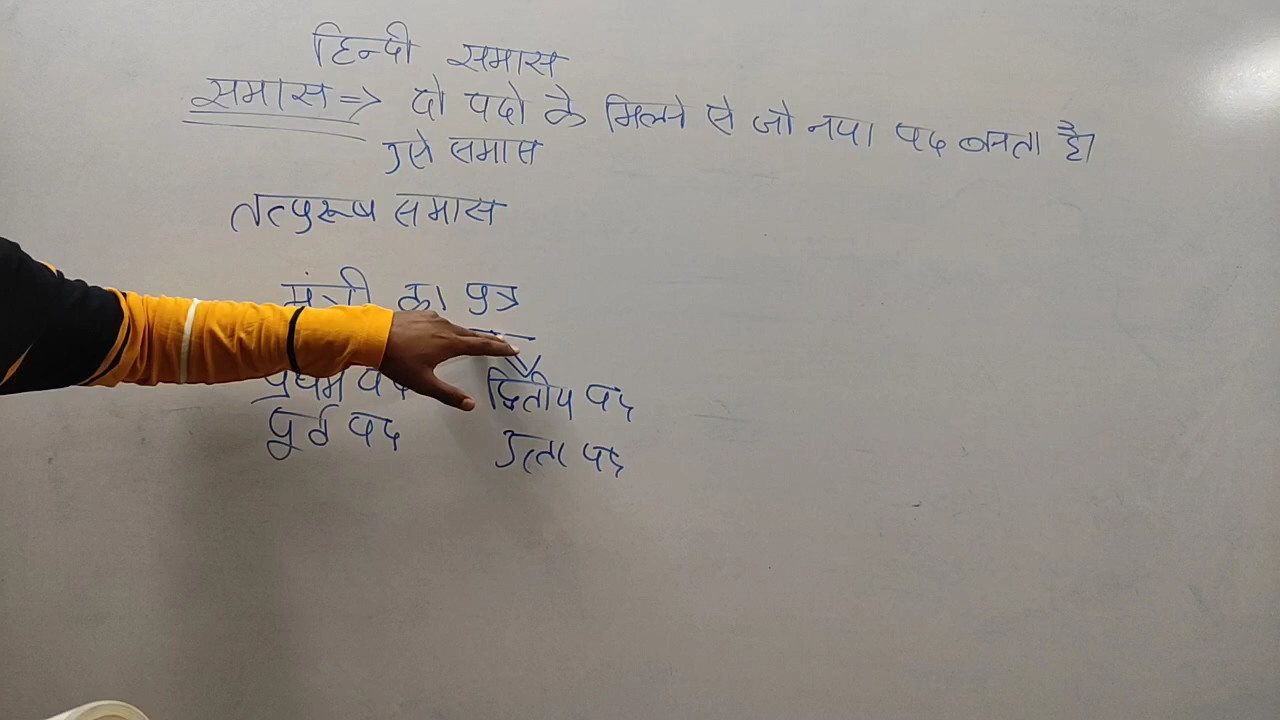 हिन्दी समास
समास => दो पदो के मिलने से जो नया पद बनता है।
उसे समास
तत्पुरूष समास
मंत्री का पुत्र
प्रथम पद द्वितीय पद
पूर्व पद उत्तर पद